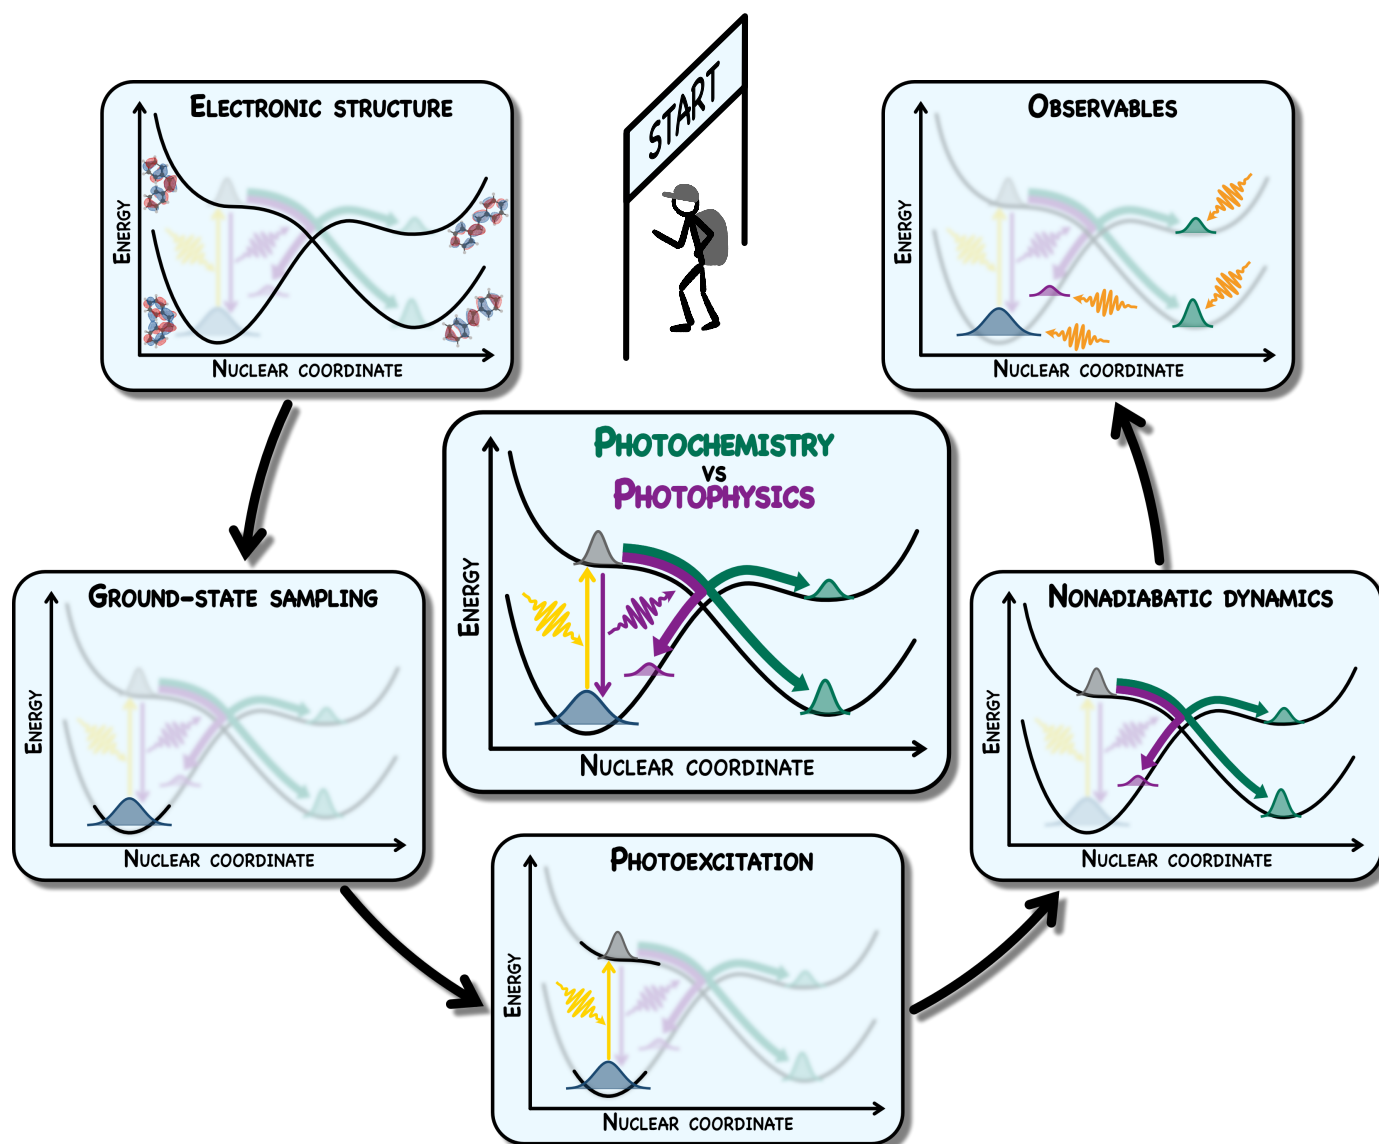 START
ELECTRONIC STRUCTURE
ENERGY
NUCLEAR COORDINATE
OBSERVABLES
ENERGY
NUCLEAR COORDINATE
PHOTOCHEMISTRY
VS
PHOTOPHYSICS
ENERGY
NUCLEAR COORDINATE
GROUND-STATE SAMPLING
ENERGY
NUCLEAR COORDINATE
PHOTOEXCITATION
ENERGY
NUCLEAR COORDINATE
NONADIABATIC DYNAMICS
ENERGY
NUCLEAR COORDINATE